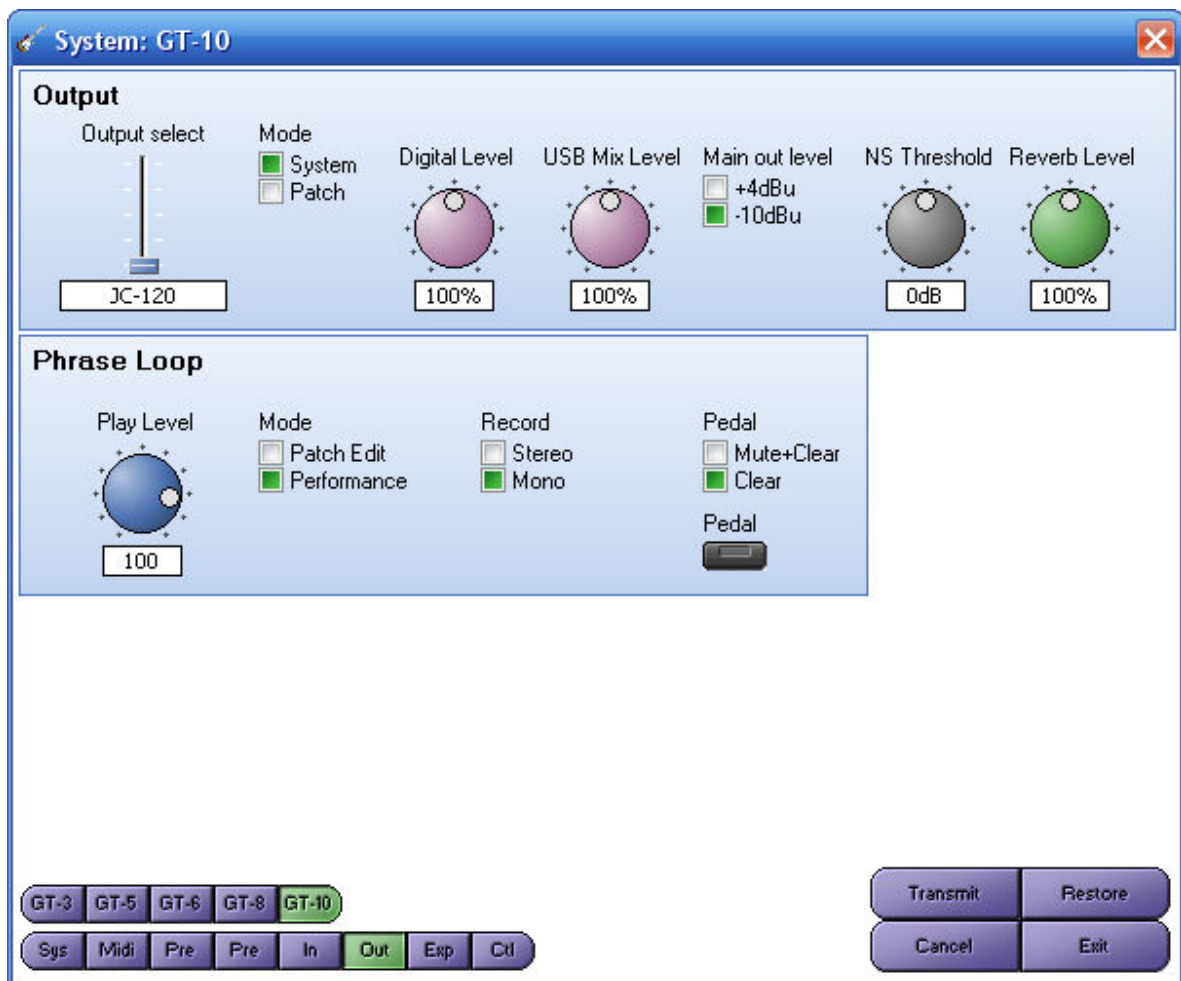 System: GT-10
Output
Output select
Mode
System
Patch
Digital Level
USB Mix Level
Main out level
+4dBu
-10dBu
NS Threshold
Reverb Level
JC-120
100%
100%
0dB
100%
Phrase Loop
Play Level
Mode
Patch Edit
Performance
Record
Stereo
Mono
Pedal
Mute+Clear
Clear
Pedal
100
GT-3 GT-5 GT-6 GT-8 GT-10
Sys Midi Pre Pre In Out Exp Ctl
Transmit Restore
Cancel Exit